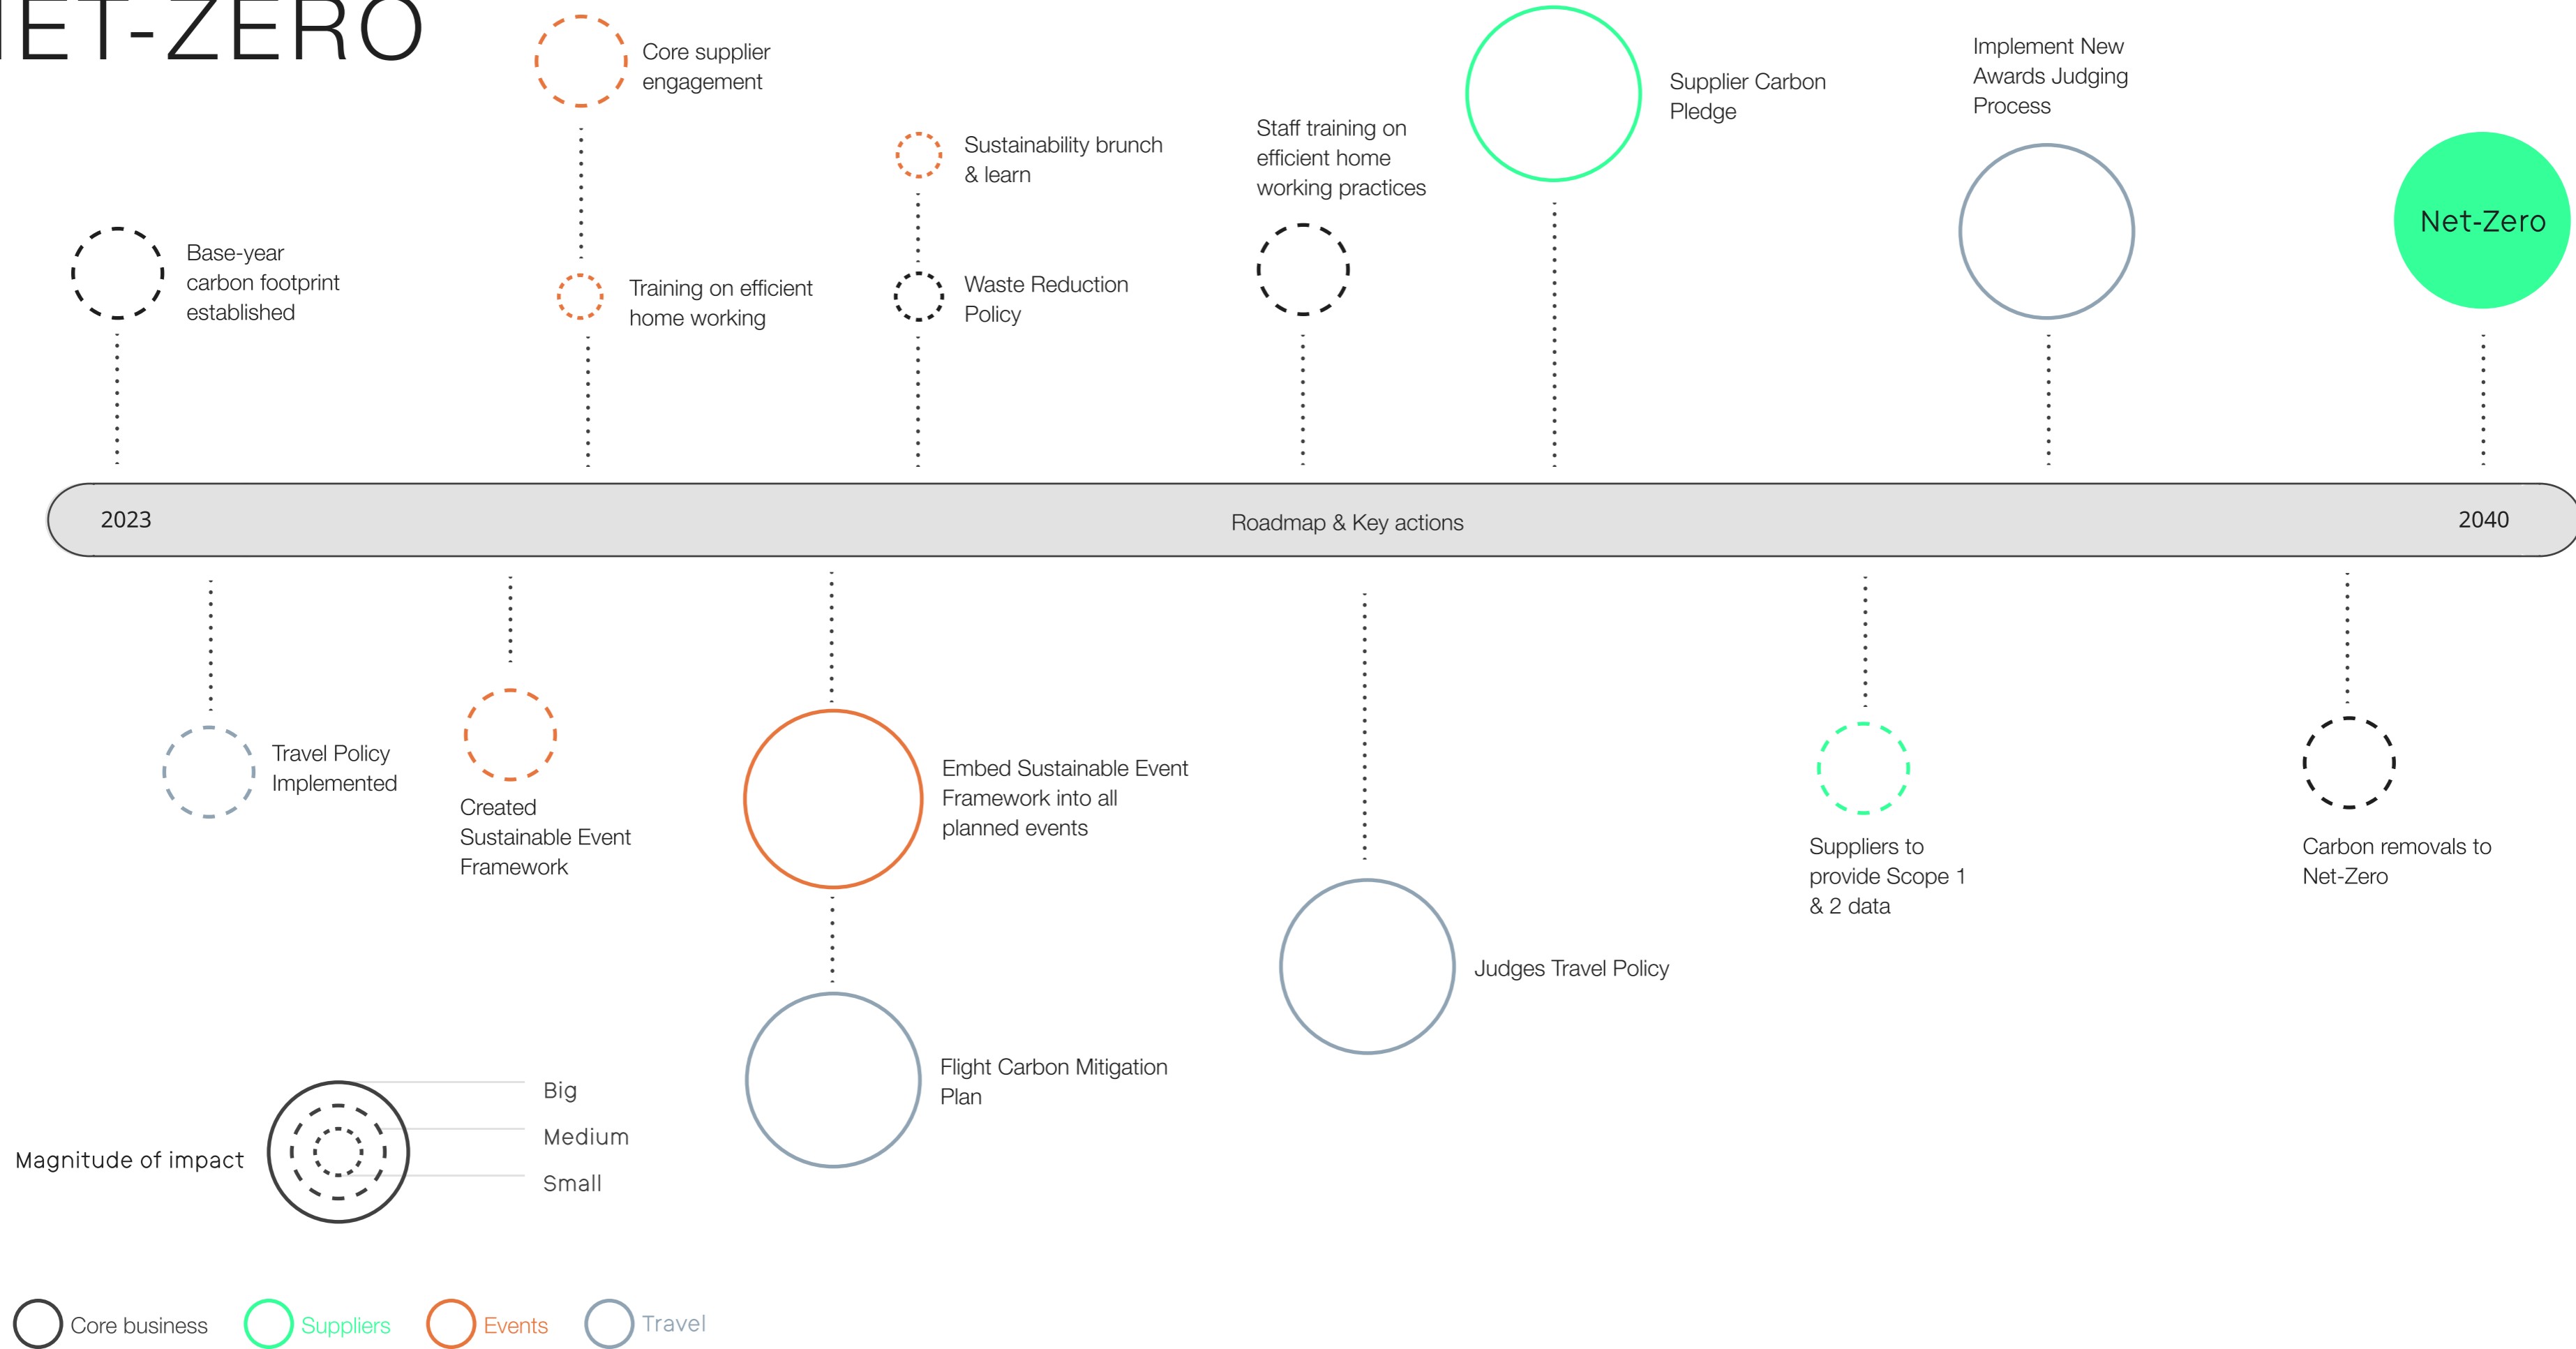 NET-ZERO
Core supplier
engagement
Supplier Carbon
Pledge
Implement New
Awards Judging
Process
Sustainability brunch
& learn
Staff training on
efficient home
working practices
Net-Zero
Base-year
carbon footprint
established
Training on efficient
home working
Waste Reduction
Policy
2023
Roadmap & Key actions
2040
Travel Policy
Implemented
Created
Sustainable Event
Framework
Embed Sustainable Event
Framework into all
planned events
Suppliers to
provide Scope 1
& 2 data
Carbon removals to
Net-Zero
Judges Travel Policy
Flight Carbon Mitigation
Plan
Magnitude of impact
Big
Medium
Small
Core business
Suppliers
Events
Travel